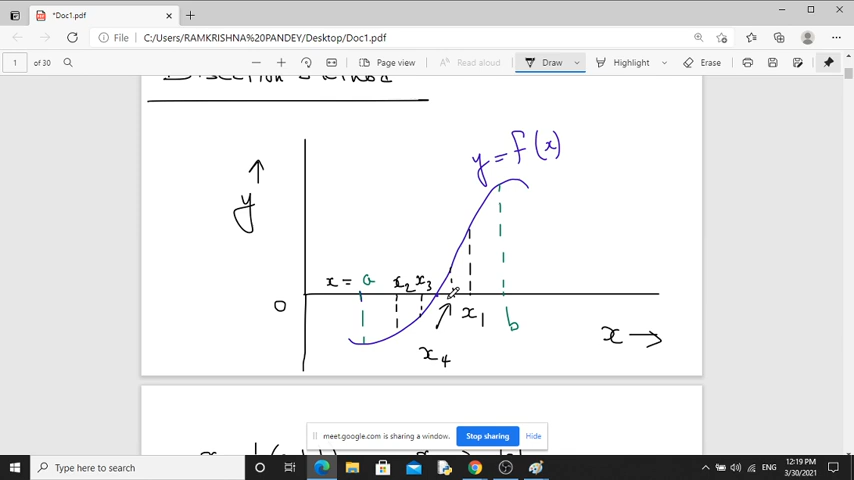 *Doc1.pdf
File C:/Users/RAMKRISHNA%20PANDEY/Desktop/Doc1.pdf
1 of 30 Page view Read aloud Draw Highlight Erase
y = f(x)
y
x = a x2 x3
0
x1 b x
x4
meet.google.com is sharing a window. Stop sharing Hide
Type here to search
ENG
12:19 PM
3/30/2021